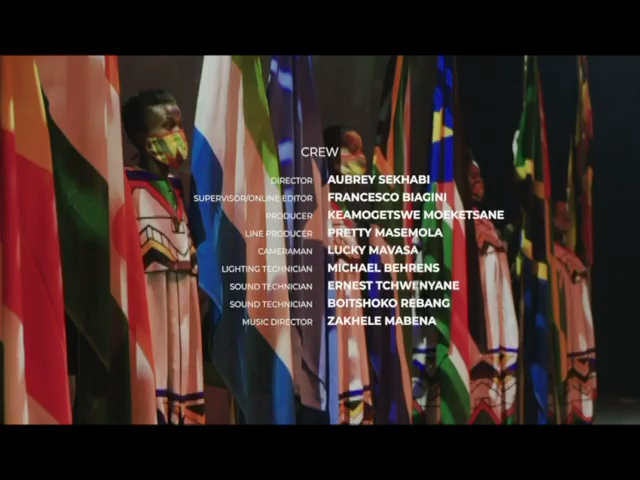 CREW
DIRECTOR AUBREY SEKHABI
SUPERVISOR/ONLINE EDITOR FRANCESCO BIAGINI
PRODUCER KEAMOGETSWE MOEKETSANE
LINE PRODUCER PRETTY MASEMOLA
CAMERAMAN LUCKY MAVASA
LIGHTING TECHNICIAN MICHAEL BEHRENS
SOUND TECHNICIAN ERNEST TCHWENYANE
SOUND TECHNICIAN BOITSHOKO REBANG
MUSIC DIRECTOR ZAKHELE MABENA